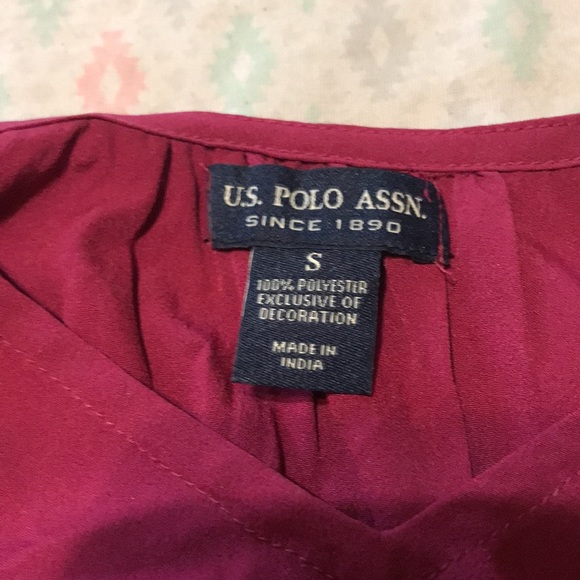 U.S. POLO ASSN.
SINCE 1890
S
100% POLYESTER
EXCLUSIVE OF
DECORATION
MADE IN
INDIA